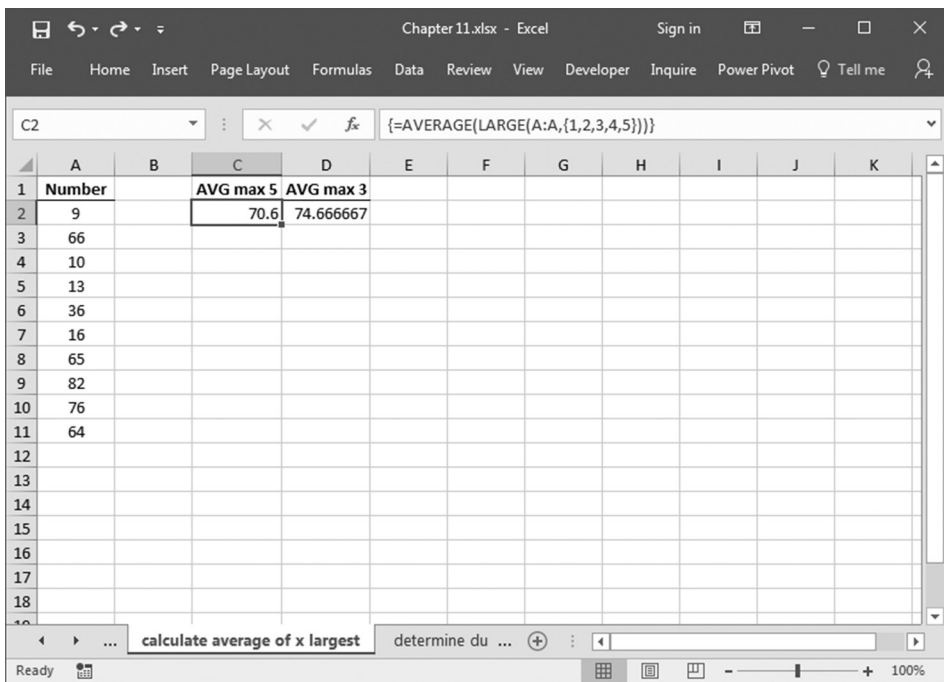 Chapter 11.xlsx - Excel Sign in
File Home Insert Page Layout Formulas Data Review View Developer Inquire Power Pivot Tell me
C2 fx {=AVERAGE(LARGE(A:A,{1,2,3,4,5}))}
A B C D E F G H I J K
1 Number AVG max 5 AVG max 3
2 9 70.6 74.666667
3 66
4 10
5 13
6 36
7 16
8 65
9 82
10 76
11 64
12
13
14
15
16
17
18
... calculate average of x largest determine du ...
Ready 100%